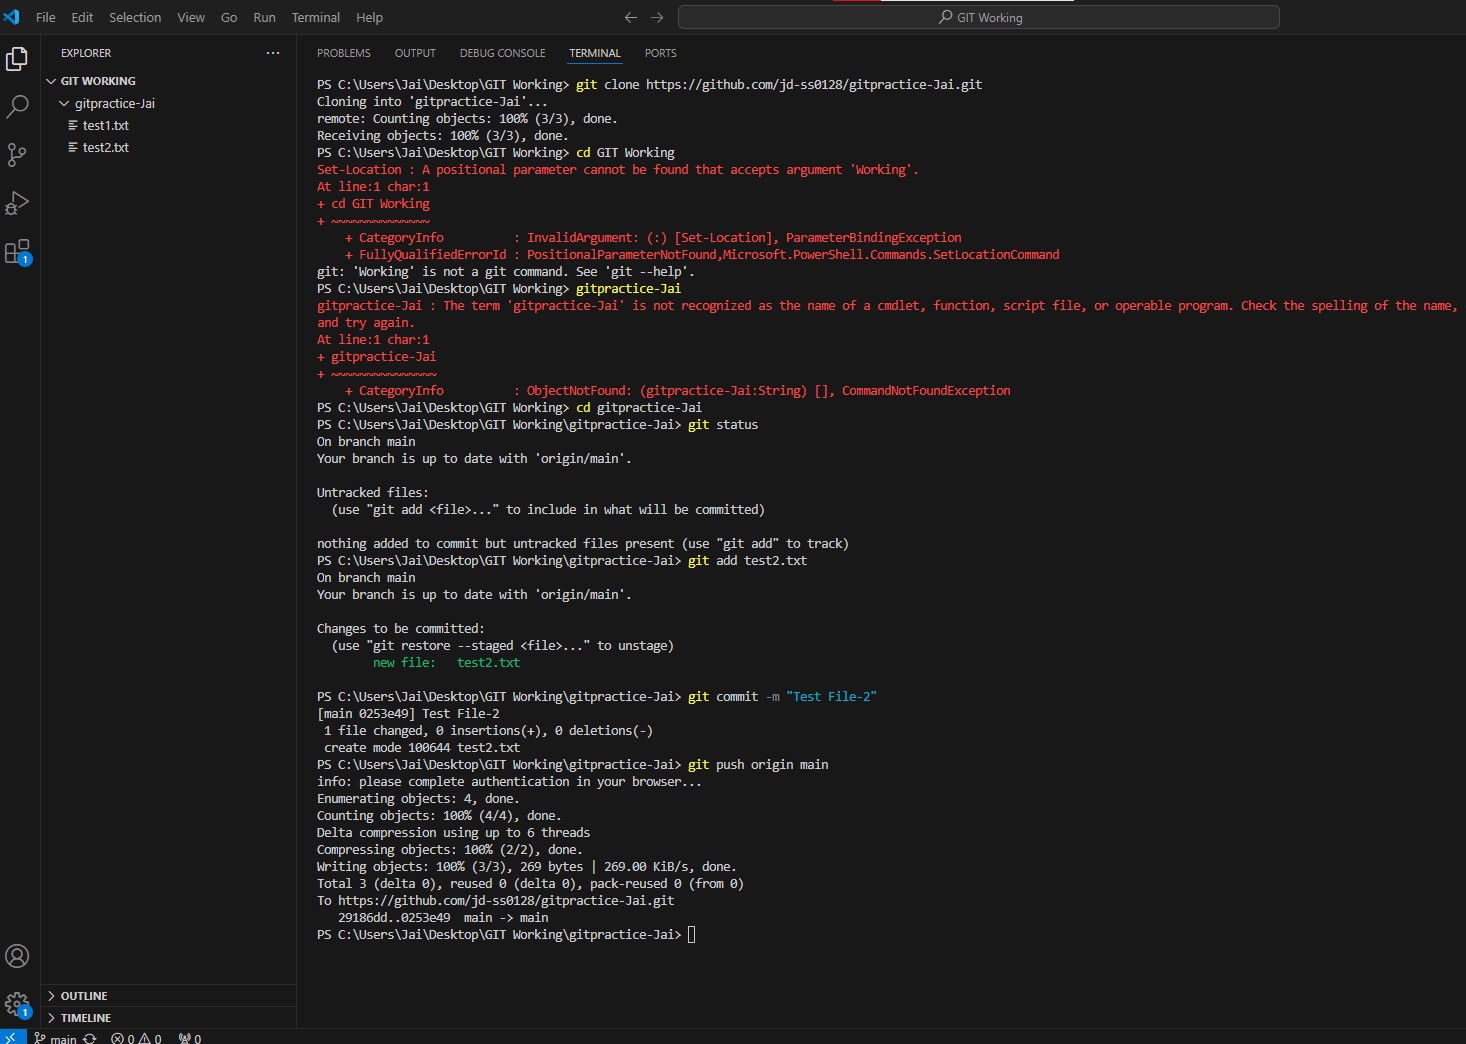 File Edit Selection View Go Run Terminal Help
GIT Working
EXPLORER
GIT WORKING
gitpractice-Jai
test1.txt
test2.txt
OUTLINE
TIMELINE
PROBLEMS OUTPUT DEBUG CONSOLE TERMINAL PORTS
PS C:\Users\Jai\Desktop\GIT Working> git clone https://github.com/jd-ss0128/gitpractice-Jai.git
Cloning into 'gitpractice-Jai'...
remote: Counting objects: 100% (3/3), done.
Receiving objects: 100% (3/3), done.
PS C:\Users\Jai\Desktop\GIT Working> cd GIT Working
Set-Location : A positional parameter cannot be found that accepts argument 'Working'.
At line:1 char:1
+ cd GIT Working
+ ~~~~~~~~~~~~~~
+ CategoryInfo : InvalidArgument: (:) [Set-Location], ParameterBindingException
+ FullyQualifiedErrorId : PositionalParameterNotFound,Microsoft.PowerShell.Commands.SetLocationCommand
git: 'Working' is not a git command. See 'git --help'.
PS C:\Users\Jai\Desktop\GIT Working> gitpractice-Jai
gitpractice-Jai : The term 'gitpractice-Jai' is not recognized as the name of a cmdlet, function, script file, or operable program. Check the spelling of the name,
and try again.
At line:1 char:1
+ gitpractice-Jai
+ ~~~~~~~~~~~~~~~
+ CategoryInfo : ObjectNotFound: (gitpractice-Jai:String) [], CommandNotFoundException
PS C:\Users\Jai\Desktop\GIT Working> cd gitpractice-Jai
PS C:\Users\Jai\Desktop\GIT Working\gitpractice-Jai> git status
On branch main
Your branch is up to date with 'origin/main'.
Untracked files:
(use "git add <file>..." to include in what will be committed)
nothing added to commit but untracked files present (use "git add" to track)
PS C:\Users\Jai\Desktop\GIT Working\gitpractice-Jai> git add test2.txt
On branch main
Your branch is up to date with 'origin/main'.
Changes to be committed:
(use "git restore --staged <file>..." to unstage)
new file: test2.txt
PS C:\Users\Jai\Desktop\GIT Working\gitpractice-Jai> git commit -m "Test File-2"
[main 0253e49] Test File-2
1 file changed, 0 insertions(+), 0 deletions(-)
create mode 100644 test2.txt
PS C:\Users\Jai\Desktop\GIT Working\gitpractice-Jai> git push origin main
info: please complete authentication in your browser...
Enumerating objects: 4, done.
Counting objects: 100% (4/4), done.
Delta compression using up to 6 threads
Compressing objects: 100% (2/2), done.
Writing objects: 100% (3/3), 269 bytes | 269.00 KiB/s, done.
Total 3 (delta 0), reused 0 (delta 0), pack-reused 0 (from 0)
To https://github.com/jd-ss0128/gitpractice-Jai.git
29186dd..0253e49 main -> main
PS C:\Users\Jai\Desktop\GIT Working\gitpractice-Jai>
1
1
main 0 0 0